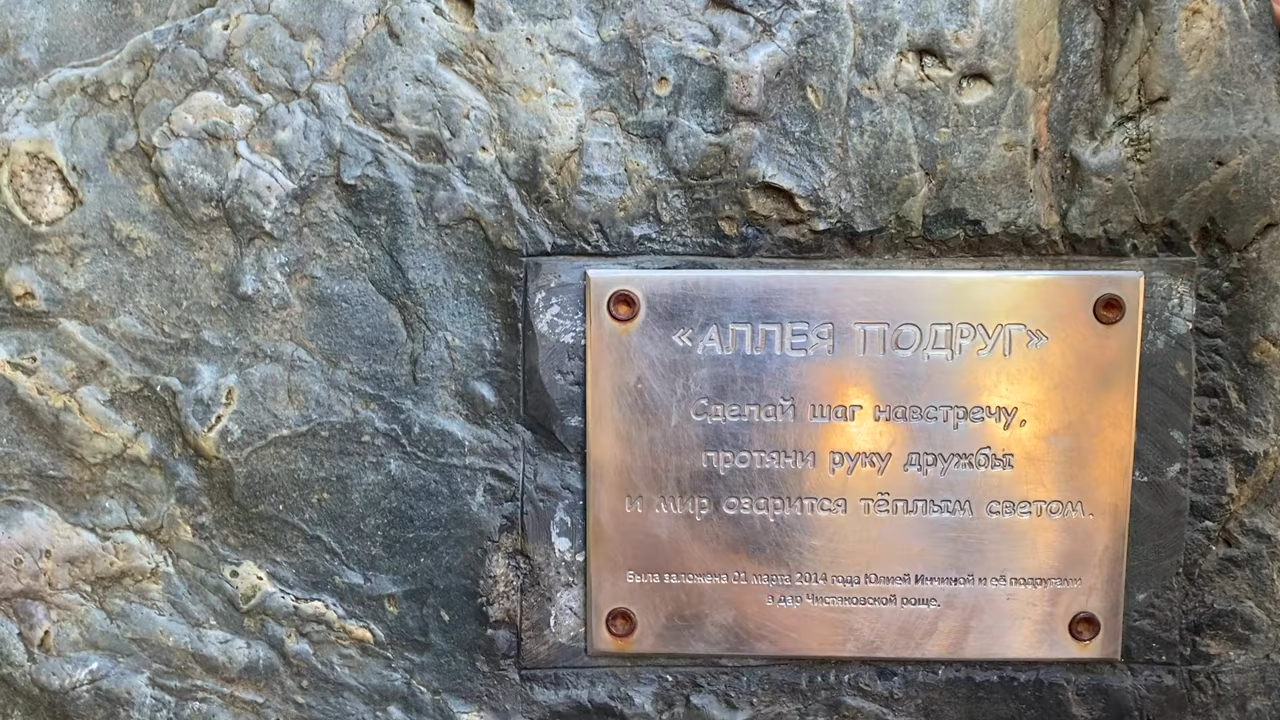 «АЛЛЕЯ ПОДРУГ»
Сделай шаг навстречу,
протяни руку дружбы
и мир озарится тёплым светом.
Была заложена 01 марта 2014 года Юлией Инчиной и её подругами
в дар Чистяковской роще.